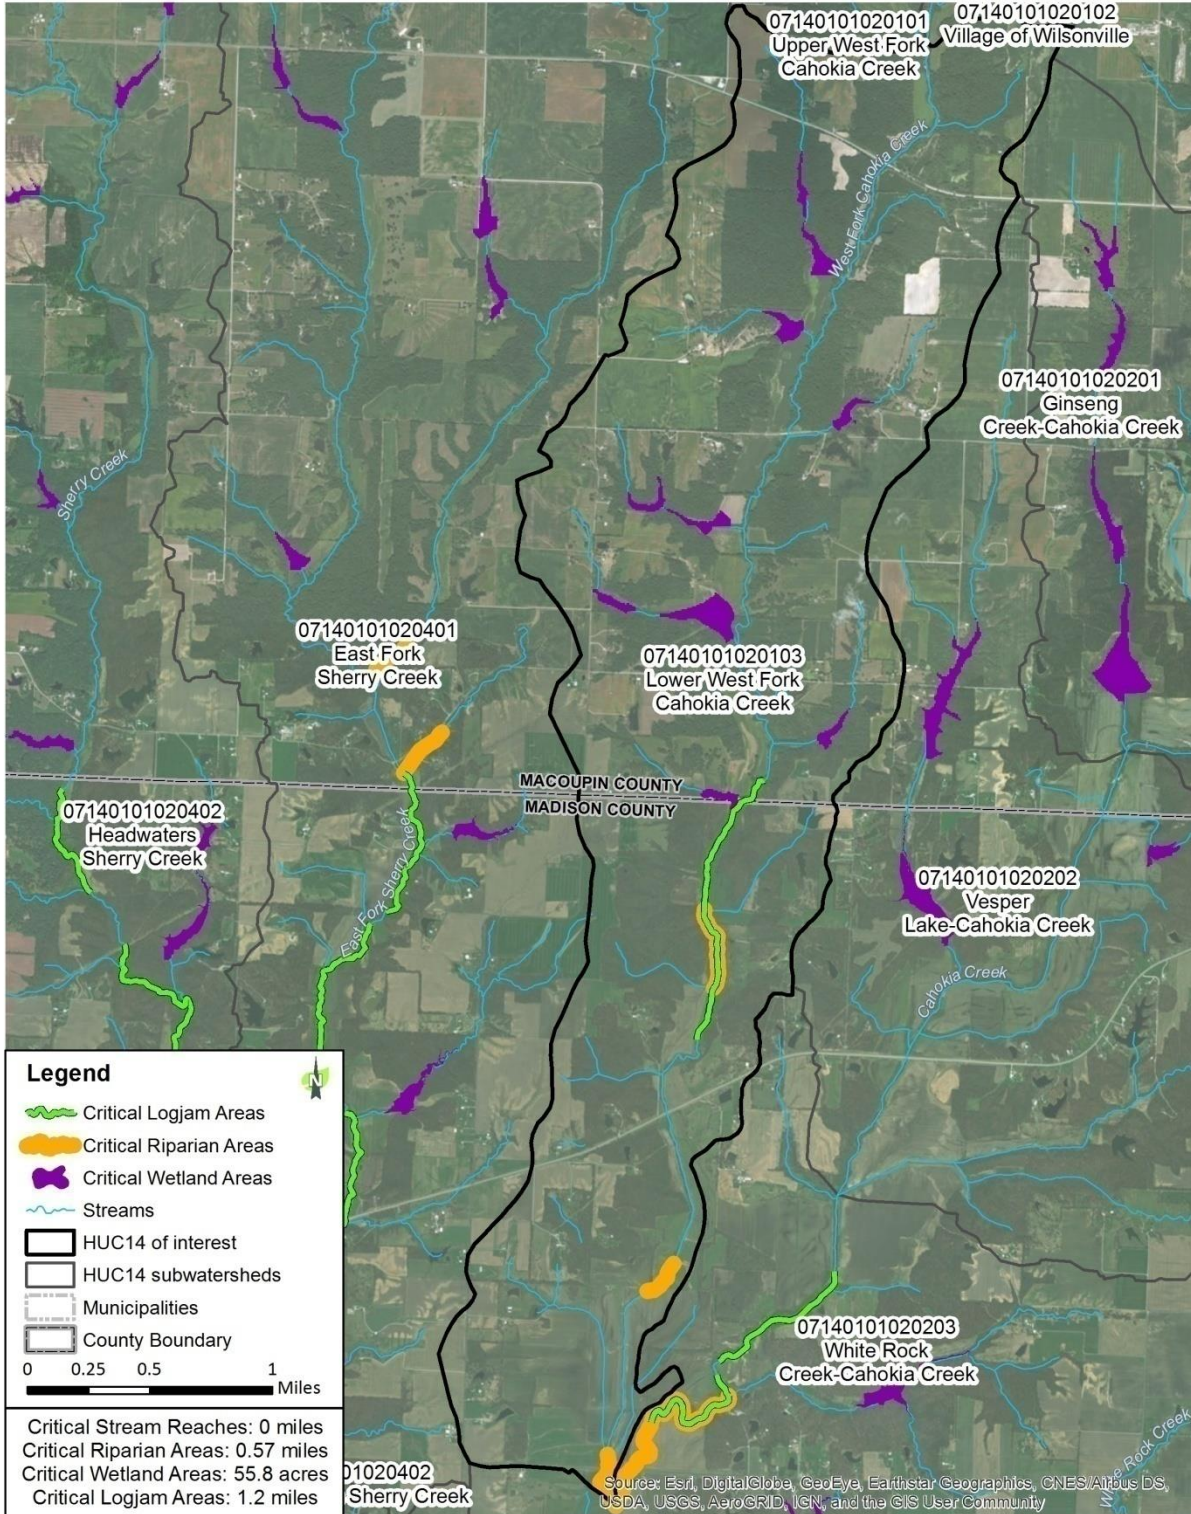 07140101020101
Upper West Fork
Cahokia Creek
07140101020102
Village of Wilsonville
West Fork Cahokia Creek
07140101020201
Ginseng
Creek-Cahokia Creek
Sherry Creek
07140101020401
East Fork
Sherry Creek
07140101020103
Lower West Fork
Cahokia Creek
MACOUPIN COUNTY
MADISON COUNTY
07140101020402
Headwaters
Sherry Creek
East Fork Sherry Creek
07140101020202
Vesper
Lake-Cahokia Creek
Cahokia Creek
Legend
N
Critical Logjam Areas
Critical Riparian Areas
Critical Wetland Areas
Streams
HUC14 of interest
HUC14 subwatersheds
Municipalities
County Boundary
0 0.25 0.5 1
Miles
Critical Stream Reaches: 0 miles
Critical Riparian Areas: 0.57 miles
Critical Wetland Areas: 55.8 acres
Critical Logjam Areas: 1.2 miles
07140101020203
White Rock
Creek-Cahokia Creek
01020402
Sherry Creek
Rock Creek
Source: Esri, DigitalGlobe, GeoEye, Earthstar Geographics, CNES/Airbus DS,
USDA, USGS, AeroGRID, IGN, and the GIS User Community